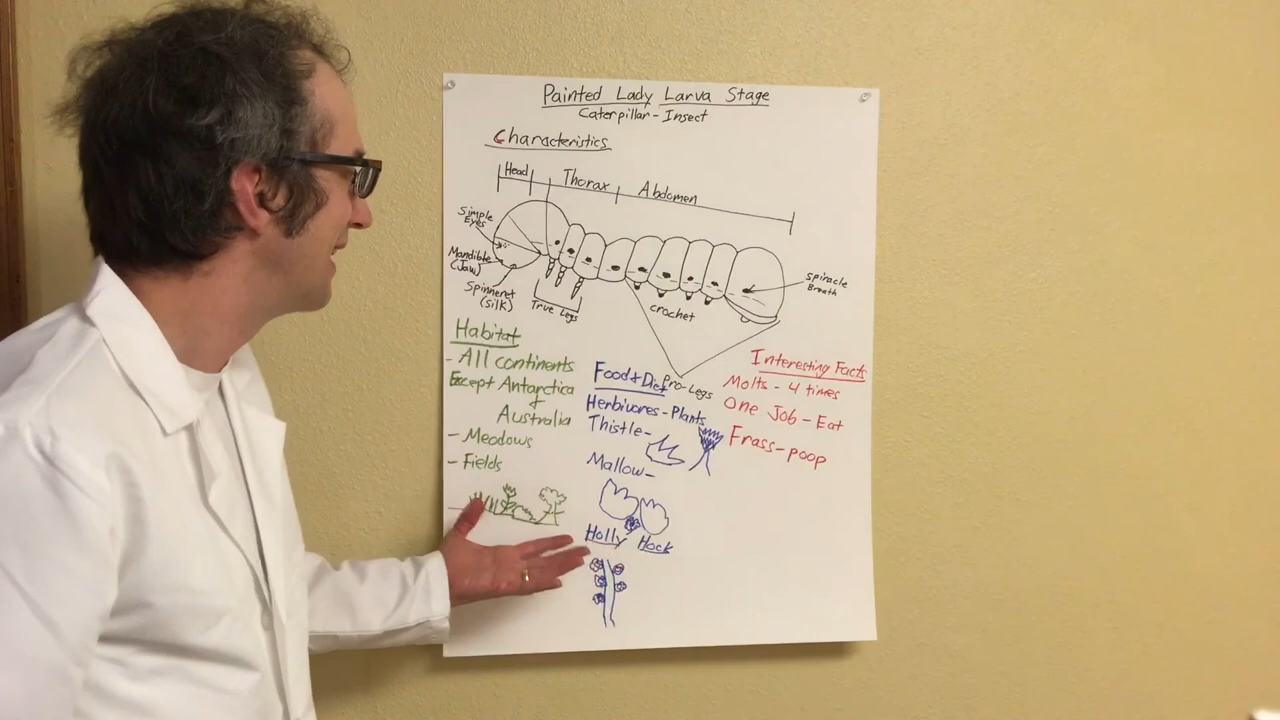 Painted Lady Larva Stage
Caterpillar - Insect
Characteristics
Head
Thorax
Abdomen
Simple
Eyes
Mandible
(Jaw)
Spinneret
(silk)
True Legs
crochet
Spiracle
Breath
Pro-Legs
Habitat
- All continents
Except Antarctica
&
Australia
- Meadows
- Fields
Food & Diet
Herbivores - Plants
Thistle -
Mallow -
Holly Hock
Interesting Facts
Molts - 4 times
One Job - Eat
Frass - poop